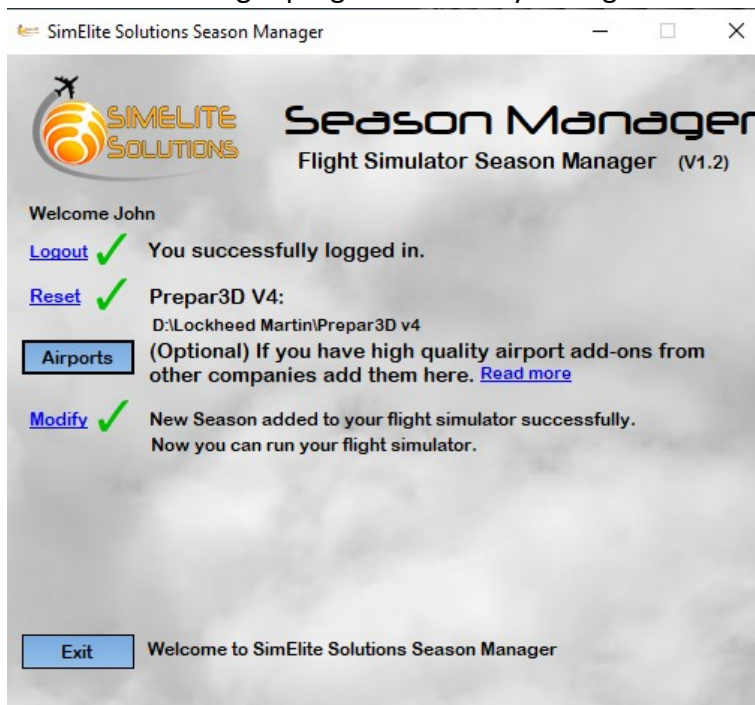 SimElite Solutions Season Manager
SIMELITE
SOLUTIONS
Season Manager
Flight Simulator Season Manager (V1.2)
Welcome John
Logout You successfully logged in.
Reset Prepar3D V4:
D:\Lockheed Martin\Prepar3D v4
Airports (Optional) If you have high quality airport add-ons from
other companies add them here. Read more
Modify New Season added to your flight simulator successfully.
Now you can run your flight simulator.
Exit Welcome to SimElite Solutions Season Manager